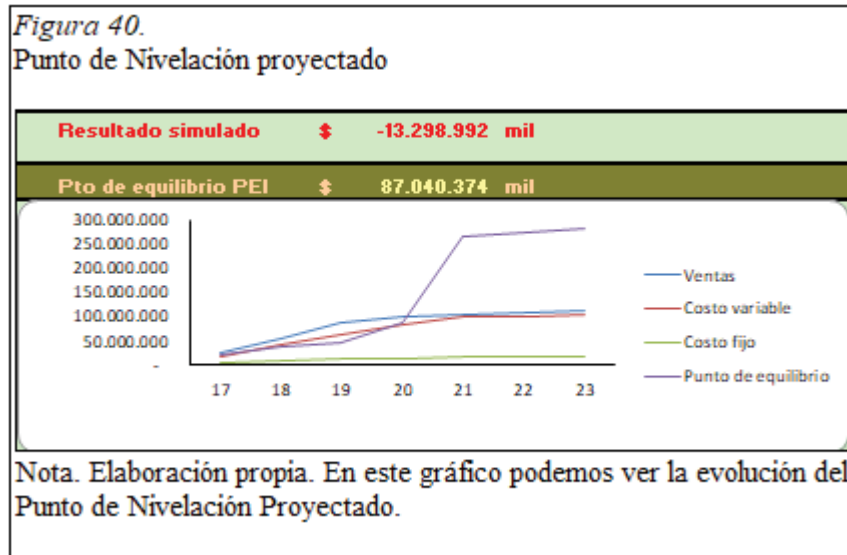 Figura 40.
Punto de Nivelación proyectado
Resultado simulado $ -13.298.992 mil
Pto de equilibrio PEI $ 87.040.374 mil
300.000.000
250.000.000
200.000.000
150.000.000
100.000.000
50.000.000
-
17 18 19 20 21 22 23
Ventas
Costo variable
Costo fijo
Punto de equilibrio
Nota. Elaboración propia. En este gráfico podemos ver la evolución del
Punto de Nivelación Proyectado.